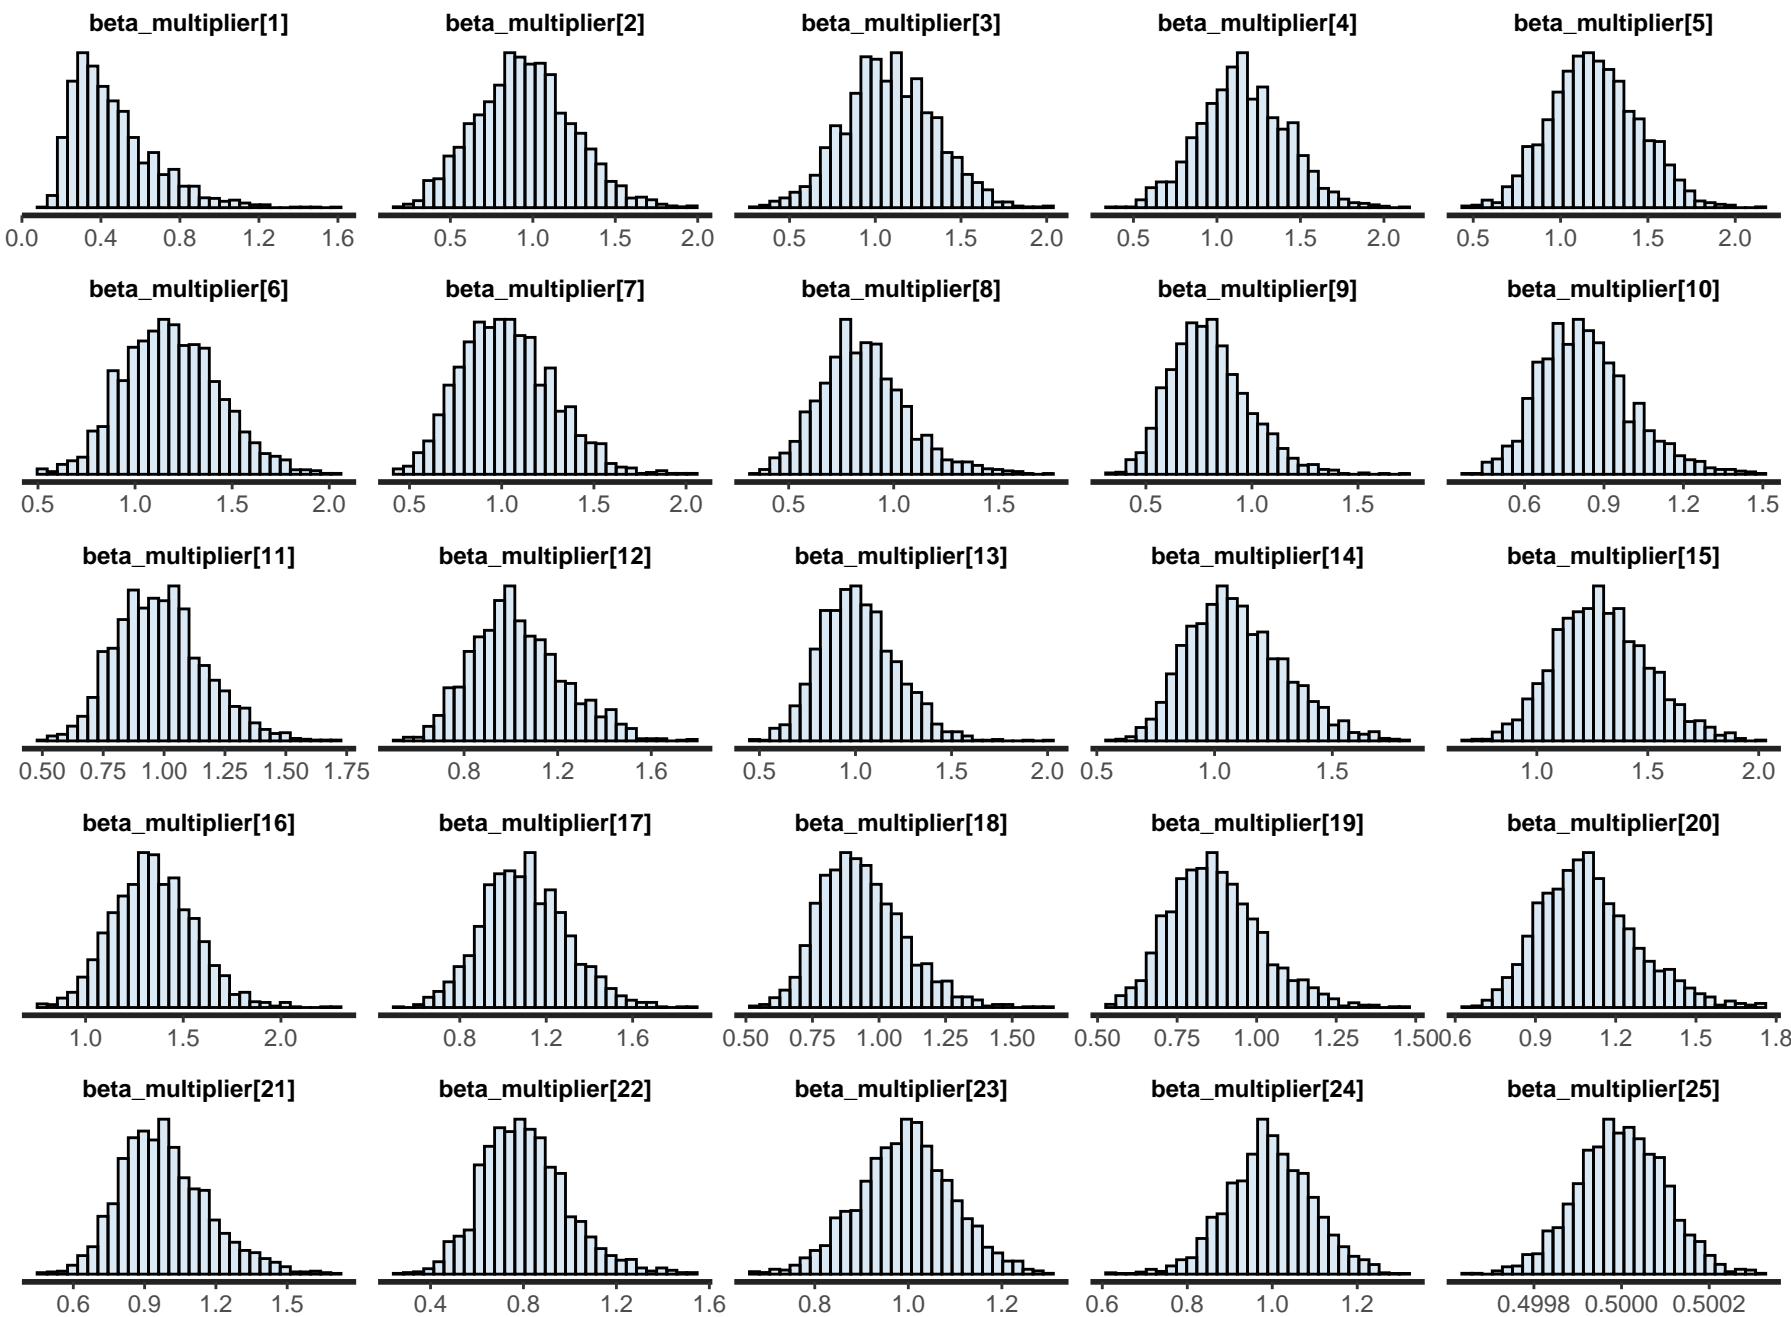 beta_multiplier[1] beta_multiplier[2] beta_multiplier[3] beta_multiplier[4] beta_multiplier[5]
0.0 0.4 0.8 1.2 1.6 0.5 1.0 1.5 2.0 0.5 1.0 1.5 2.0 0.5 1.0 1.5 2.0 0.5 1.0 1.5 2.0
beta_multiplier[6] beta_multiplier[7] beta_multiplier[8] beta_multiplier[9] beta_multiplier[10]
0.5 1.0 1.5 2.0 0.5 1.0 1.5 2.0 0.5 1.0 1.5 0.5 1.0 1.5 0.6 0.9 1.2 1.5
beta_multiplier[11] beta_multiplier[12] beta_multiplier[13] beta_multiplier[14] beta_multiplier[15]
0.50 0.75 1.00 1.25 1.50 1.75 0.8 1.2 1.6 0.5 1.0 1.5 2.0 0.5 1.0 1.5 1.0 1.5 2.0
beta_multiplier[16] beta_multiplier[17] beta_multiplier[18] beta_multiplier[19] beta_multiplier[20]
1.0 1.5 2.0 0.8 1.2 1.6 0.50 0.75 1.00 1.25 1.50 0.50 0.75 1.00 1.25 1.50 0.6 0.9 1.2 1.5 1.8
beta_multiplier[21] beta_multiplier[22] beta_multiplier[23] beta_multiplier[24] beta_multiplier[25]
0.6 0.9 1.2 1.5 0.4 0.8 1.2 1.6 0.8 1.0 1.2 0.6 0.8 1.0 1.2 0.4998 0.5000 0.5002